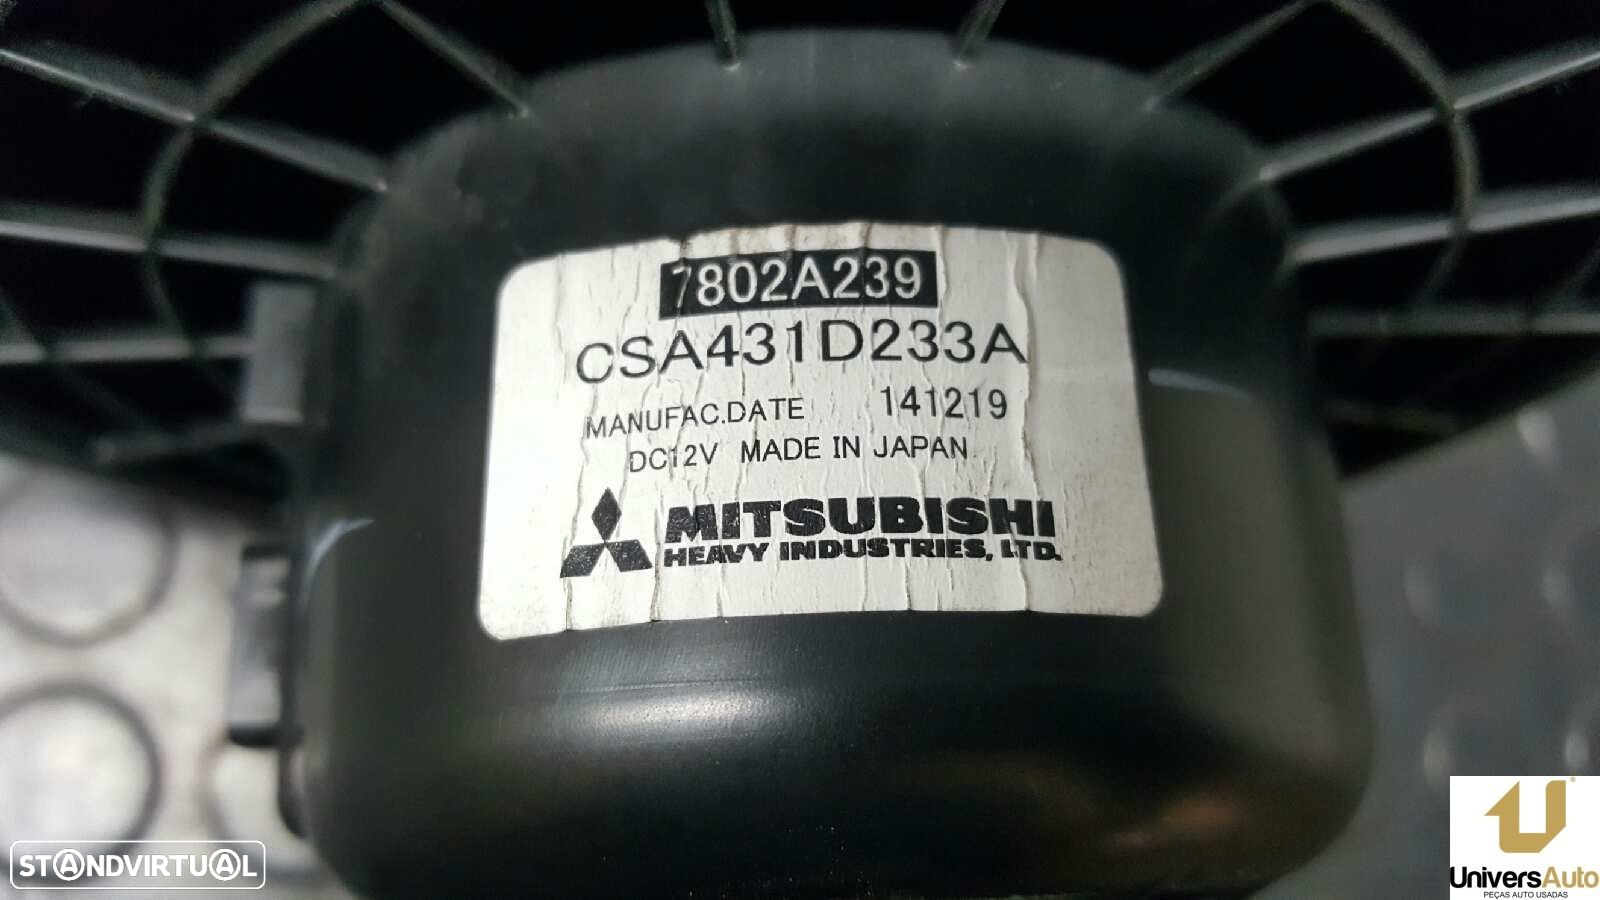 7802A239
CSA431D233A
MANUFAC.DATE 141219
DC12V MADE IN JAPAN
MITSUBISHI
HEAVY INDUSTRIES, LTD.
STANDVIRTUAL
UniversAuto
PEÇAS AUTO USADAS